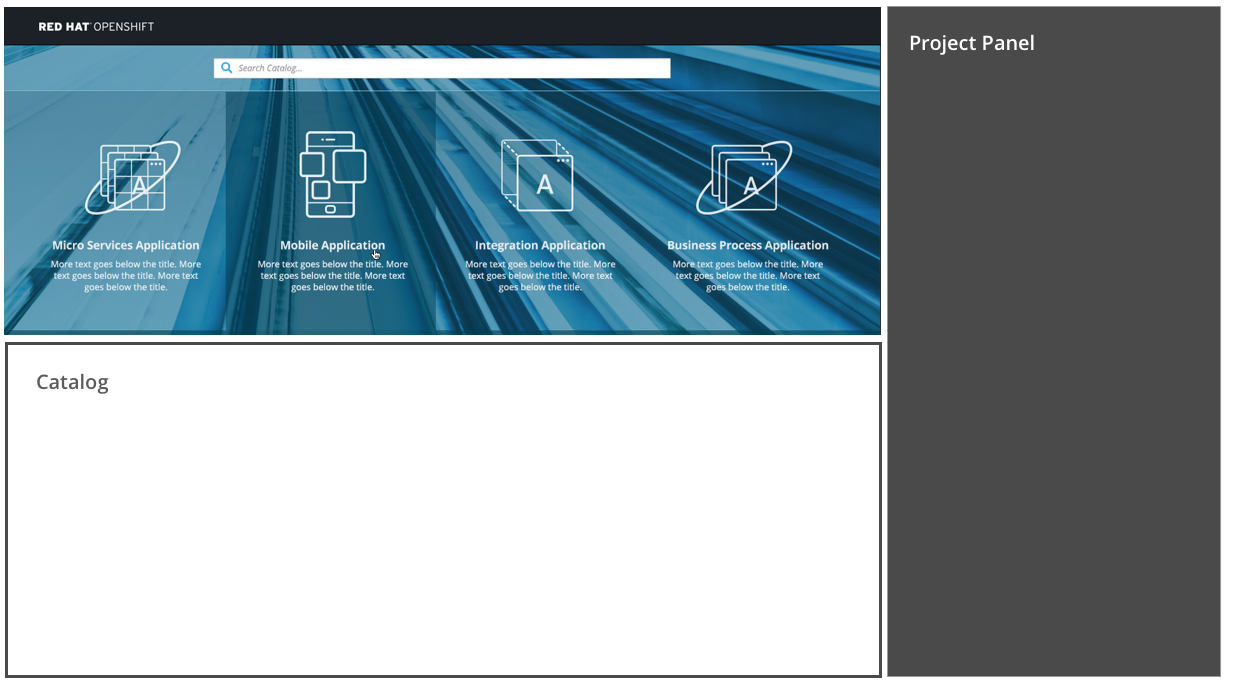 RED HAT OPENSHIFT
Search Catalog...
A
Micro Services Application
More text goes below the title. More
text goes below the title. More text
goes below the title.
Mobile Application
More text goes below the title. More
text goes below the title. More text
goes below the title.
A
Integration Application
More text goes below the title. More
text goes below the title. More text
goes below the title.
A
Business Process Application
More text goes below the title. More
text goes below the title. More text
goes below the title.
Catalog
Project Panel